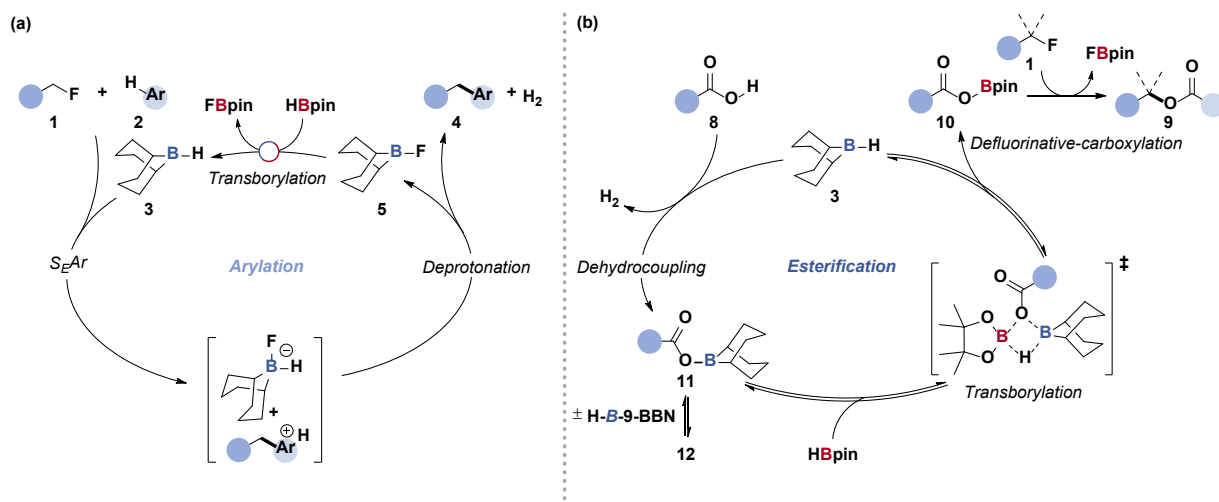 (a)
F
1
+
H
Ar
2
FBpin
HBpin
Ar
4
+ H2
B-H
3
Transborylation
B-F
5
SEAr
Arylation
Deprotonation
F
B
⊖
H
+
⊕
H
Ar
(b)
O
O
H
8
O
O
Bpin
10
F
1
FBpin
O
O
9
Defluorinative-carboxylation
B-H
3
H2
Dehydrocoupling
Esterification
‡
O
O
O
B
O
B
H
Transborylation
O
O-B
11
± H-B-9-BBN
12
HBpin